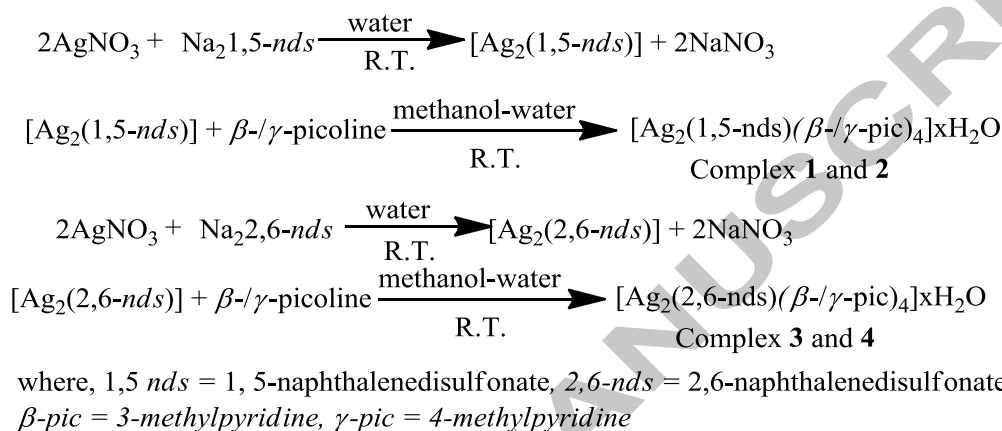 water
2AgNO₃ + Na₂1,5-nds → [Ag₂(1,5-nds)] + 2NaNO₃
R.T.
methanol-water
[Ag₂(1,5-nds)] + β-/γ-picoline → [Ag₂(1,5-nds)(β-/γ-pic)₄]xH₂O
R.T.
Complex 1 and 2
water
2AgNO₃ + Na₂2,6-nds → [Ag₂(2,6-nds)] + 2NaNO₃
R.T.
methanol-water
[Ag₂(2,6-nds)] + β-/γ-picoline → [Ag₂(2,6-nds)(β-/γ-pic)₄]xH₂O
R.T.
Complex 3 and 4
where, 1,5 nds = 1, 5-naphthalenedisulfonate, 2,6-nds = 2,6-naphthalenedisulfonate
β-pic = 3-methylpyridine, γ-pic = 4-methylpyridine
ANUSCR